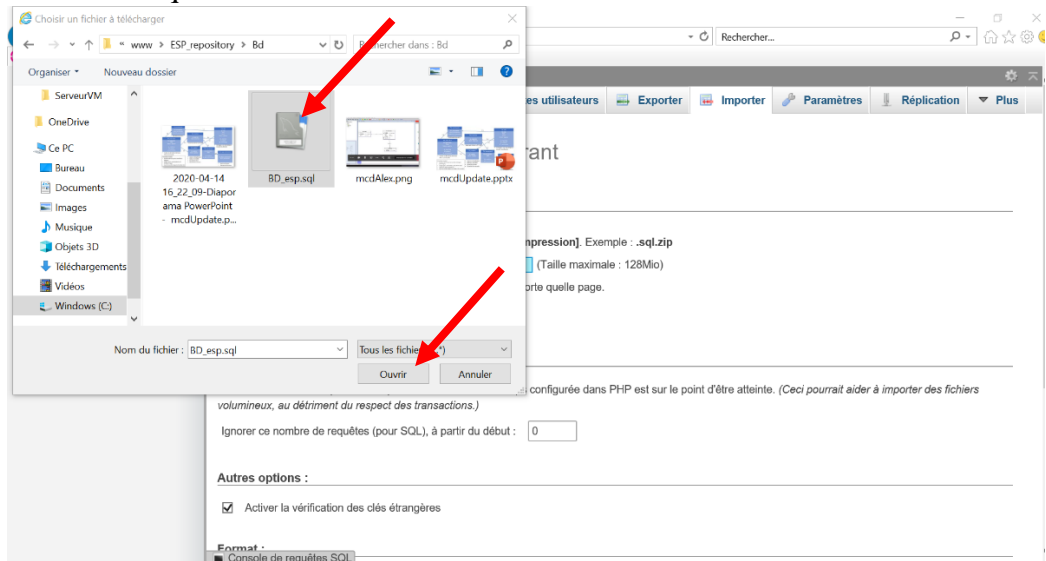 Choisir un fichier à télécharger
« www > ESP_repository > Bd
Rechercher dans : Bd
Rechercher...
Organiser
Nouveau dossier
ServeurVM
OneDrive
Ce PC
Bureau
Documents
Images
Musique
Objets 3D
Téléchargements
Vidéos
Windows (C:)
2020-04-14
16_22_09-Diapor
ama PowerPoint
- mcdUpdate.p...
BD_esp.sql
mcdAlex.png
mcdUpdate.pptx
Nom du fichier : BD_esp.sql
Tous les fichie
Ouvrir
Annuler
es utilisateurs
Exporter
Importer
Paramètres
Réplication
Plus
rant
mpression]. Exemple : .sql.zip
(Taille maximale : 128Mio)
orte quelle page.
configurée dans PHP est sur le point d'être atteinte. (Ceci pourrait aider à importer des fichiers
volumineux, au détriment du respect des transactions.)
Ignorer ce nombre de requêtes (pour SQL), à partir du début : 0
Autres options :
Activer la vérification des clés étrangères
Format :
Console de requêtes SQL